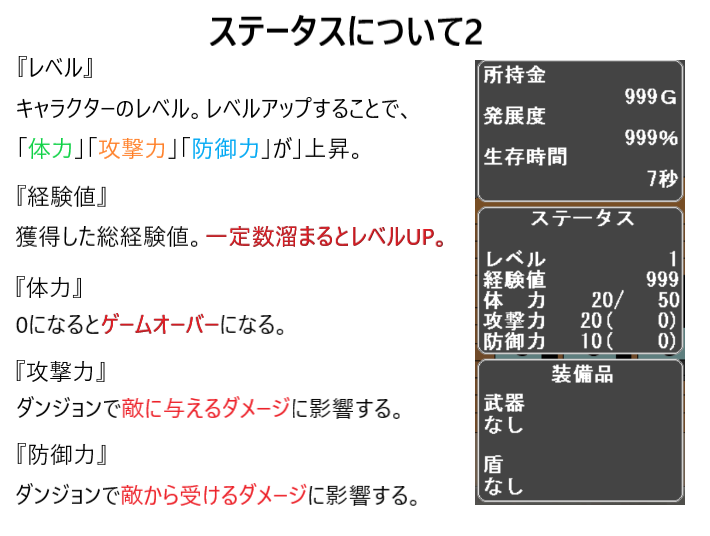 ステータスについて2
『レベル』
キャラクターのレベル。レベルアップすることで、
「体力」「攻撃力」「防御力」が」上昇。
『経験値』
獲得した総経験値。一定数溜まるとレベルUP。
『体力』
0になるとゲームオーバーになる。
『攻撃力』
ダンジョンで敵に与えるダメージに影響する。
『防御力』
ダンジョンで敵から受けるダメージに影響する。
所持金
999G
発展度
999%
生存時間
7秒
ステータス
レベル 1
経験値 999
体 力 20/ 50
攻撃力 20( 0)
防御力 10( 0)
装備品
武器
なし
盾
なし